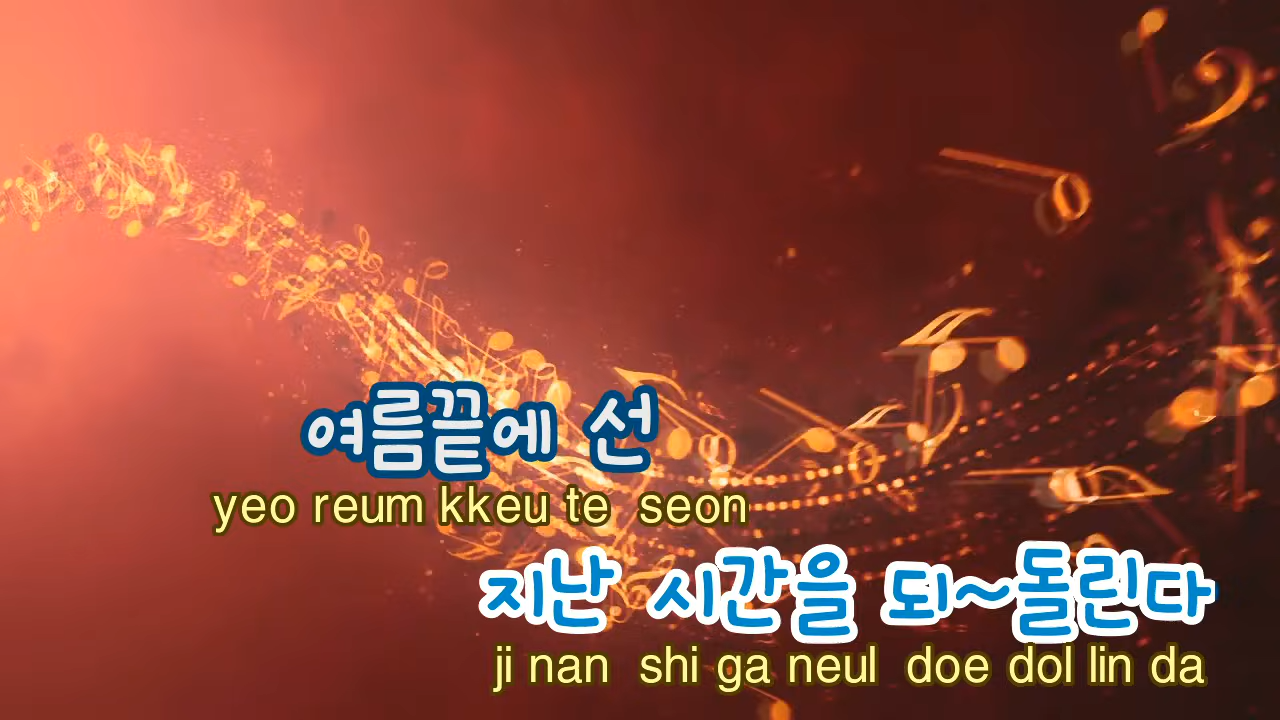 여름끝에 선
yeo reum kkeu te seon
지난 시간을 되~돌린다
ji nan shi ga neul doe dol lin da